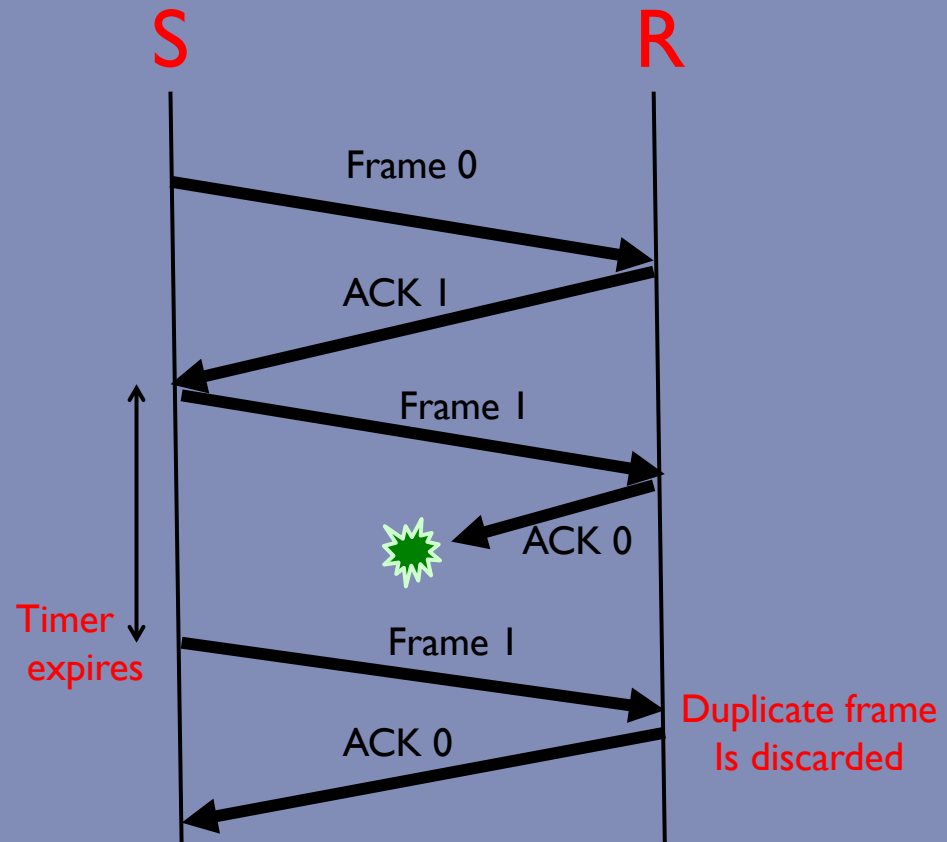 S
R
Frame 0
ACK 1
Frame 1
ACK 0
Timer
expires
Frame 1
Duplicate frame
Is discarded
ACK 0